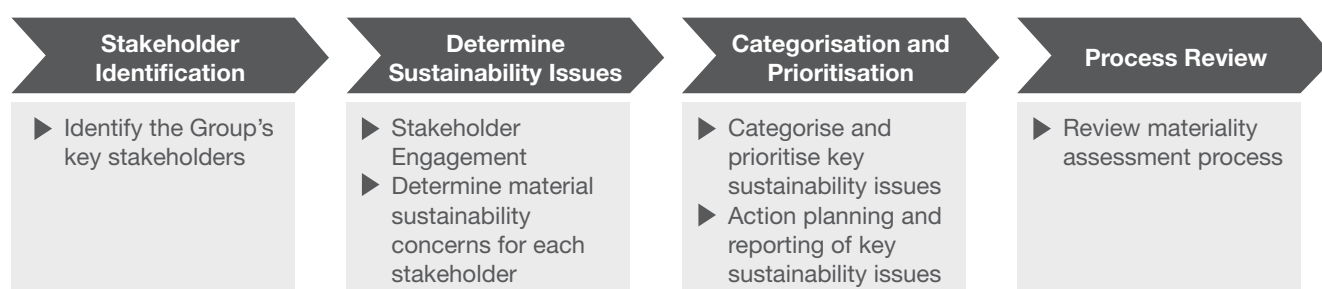 Stakeholder
Identification
Identify the Group’s
key stakeholders
Determine
Sustainability Issues
Stakeholder
Engagement
Determine material
sustainability
concerns for each
stakeholder
Categorisation and
Prioritisation
Categorise and
prioritise key
sustainability issues
Action planning and
reporting of key
sustainability issues
Process Review
Review materiality
assessment process